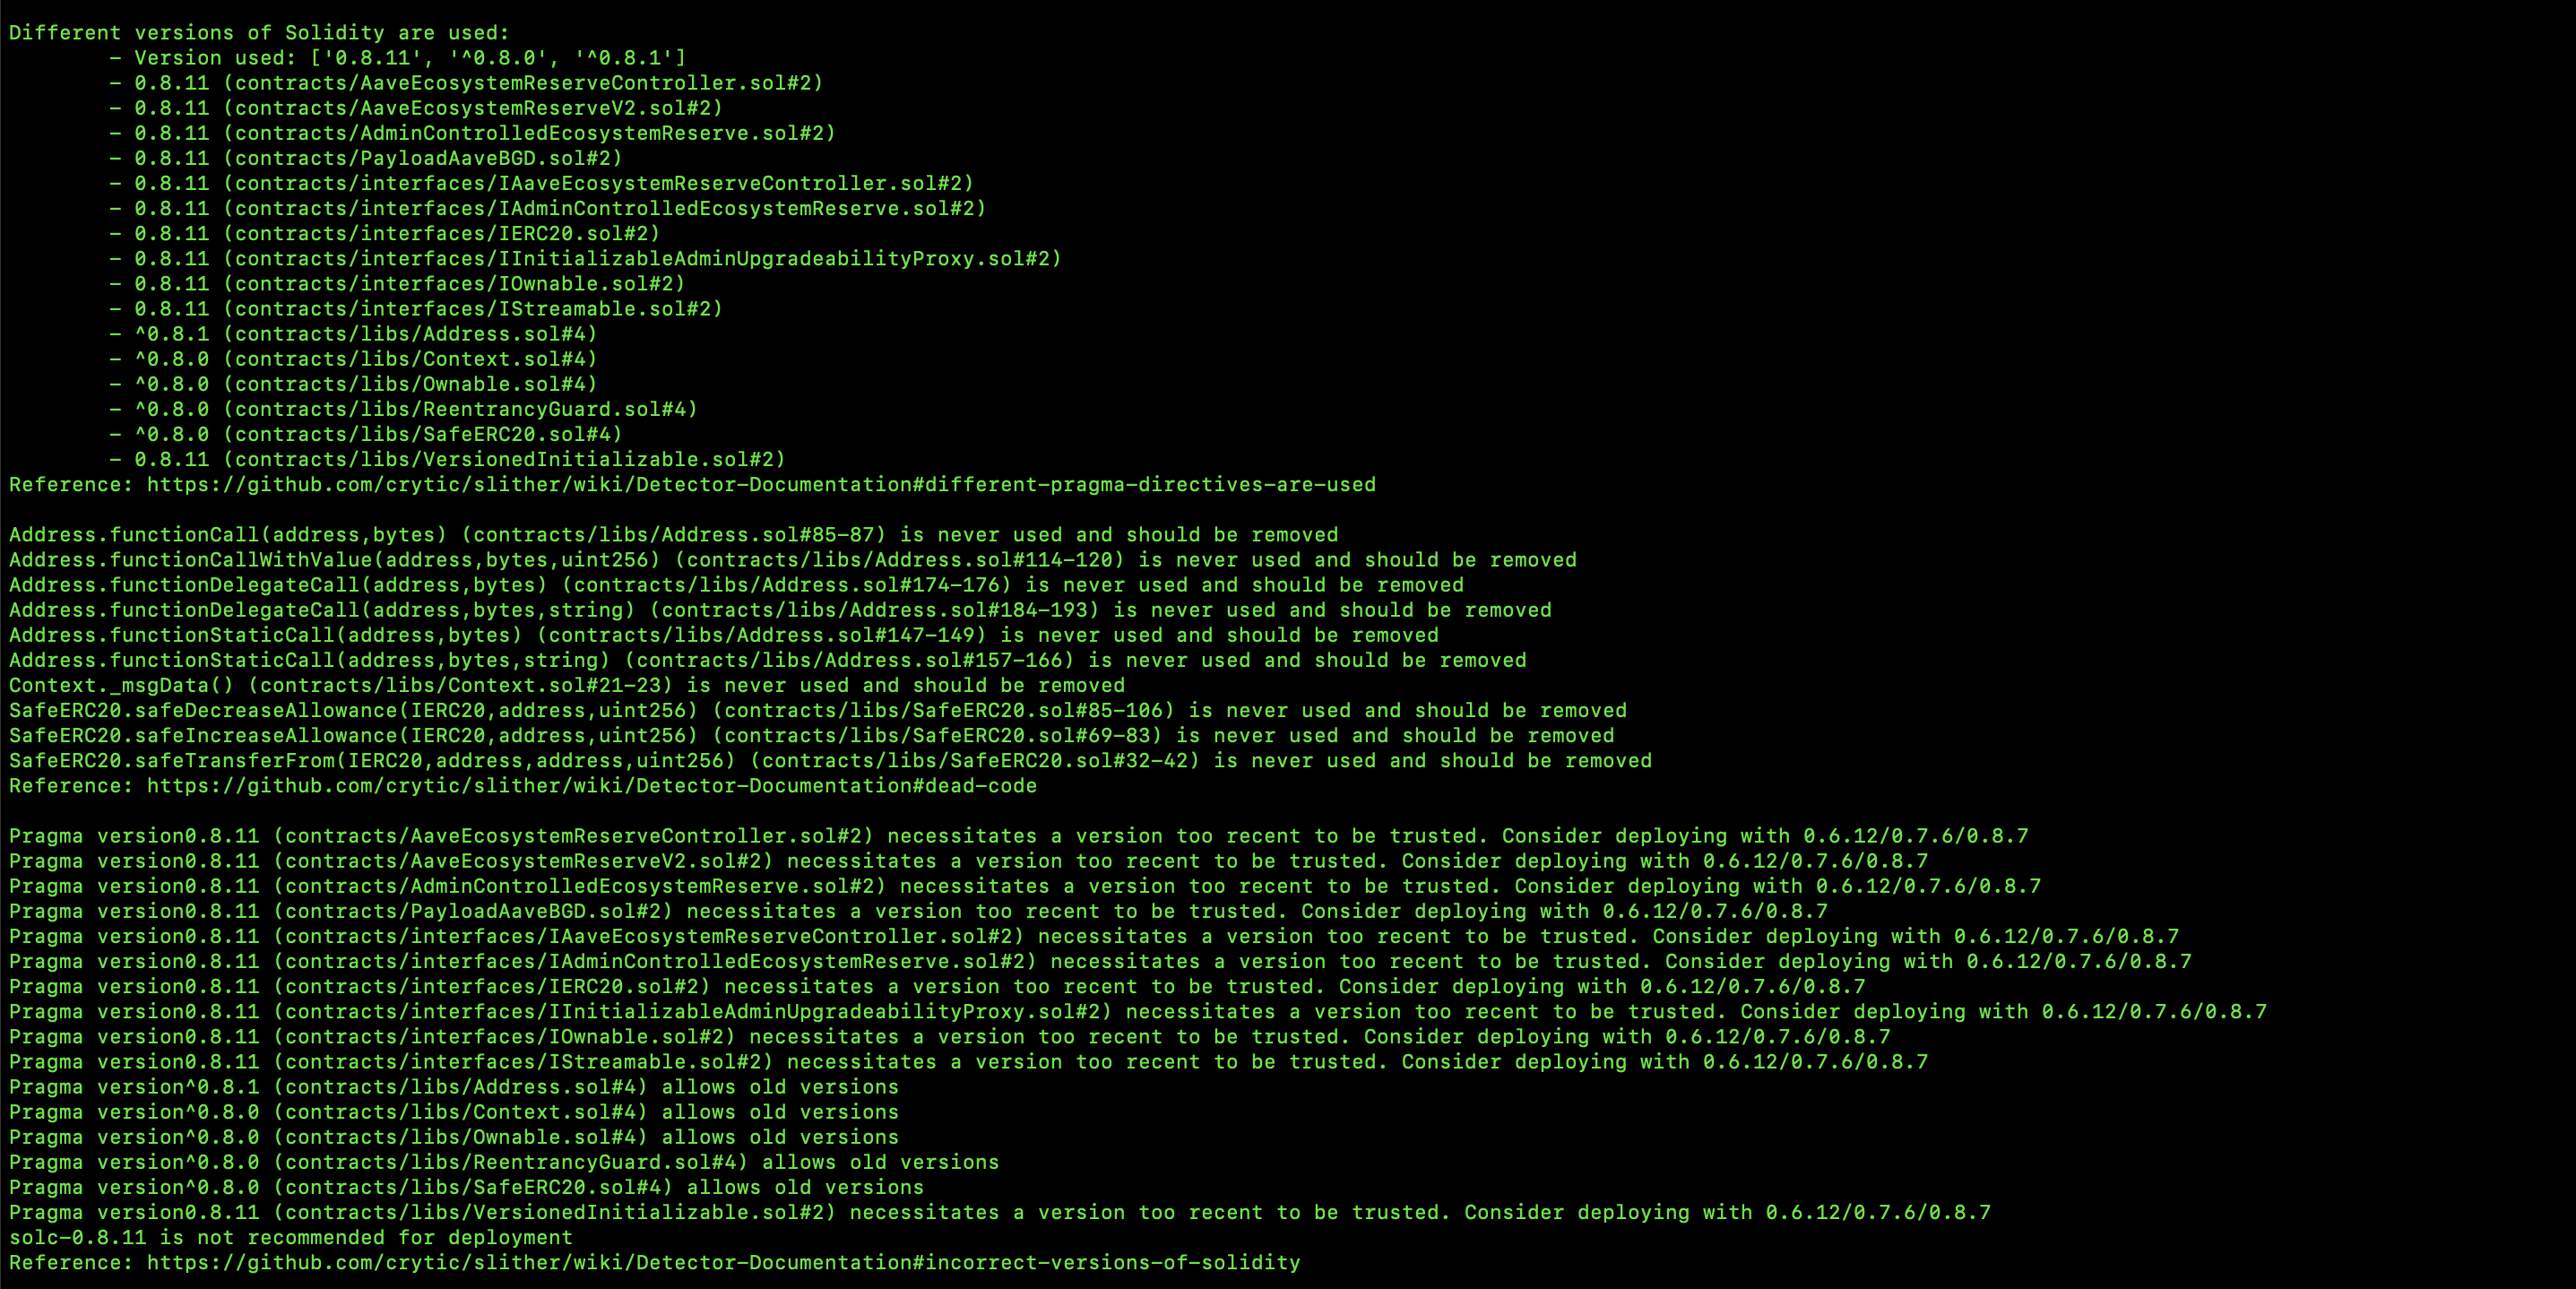 Different versions of Solidity are used:
        - Version used: ['0.8.11', '^0.8.0', '^0.8.1']
        - 0.8.11 (contracts/AaveEcosystemReserveController.sol#2)
        - 0.8.11 (contracts/AaveEcosystemReserveV2.sol#2)
        - 0.8.11 (contracts/AdminControlledEcosystemReserve.sol#2)
        - 0.8.11 (contracts/PayloadAaveBGD.sol#2)
        - 0.8.11 (contracts/interfaces/IAaveEcosystemReserveController.sol#2)
        - 0.8.11 (contracts/interfaces/IAdminControlledEcosystemReserve.sol#2)
        - 0.8.11 (contracts/interfaces/IERC20.sol#2)
        - 0.8.11 (contracts/interfaces/IInitializableAdminUpgradeabilityProxy.sol#2)
        - 0.8.11 (contracts/interfaces/IOwnable.sol#2)
        - 0.8.11 (contracts/interfaces/IStreamable.sol#2)
        - ^0.8.1 (contracts/libs/Address.sol#4)
        - ^0.8.0 (contracts/libs/Context.sol#4)
        - ^0.8.0 (contracts/libs/Ownable.sol#4)
        - ^0.8.0 (contracts/libs/ReentrancyGuard.sol#4)
        - ^0.8.0 (contracts/libs/SafeERC20.sol#4)
        - 0.8.11 (contracts/libs/VersionedInitializable.sol#2)
Reference: https://github.com/crytic/slither/wiki/Detector-Documentation#different-pragma-directives-are-used

Address.functionCall(address,bytes) (contracts/libs/Address.sol#85-87) is never used and should be removed
Address.functionCallWithValue(address,bytes,uint256) (contracts/libs/Address.sol#114-120) is never used and should be removed
Address.functionDelegateCall(address,bytes) (contracts/libs/Address.sol#174-176) is never used and should be removed
Address.functionDelegateCall(address,bytes,string) (contracts/libs/Address.sol#184-193) is never used and should be removed
Address.functionStaticCall(address,bytes) (contracts/libs/Address.sol#147-149) is never used and should be removed
Address.functionStaticCall(address,bytes,string) (contracts/libs/Address.sol#157-166) is never used and should be removed
Context._msgData() (contracts/libs/Context.sol#21-23) is never used and should be removed
SafeERC20.safeDecreaseAllowance(IERC20,address,uint256) (contracts/libs/SafeERC20.sol#85-106) is never used and should be removed
SafeERC20.safeIncreaseAllowance(IERC20,address,uint256) (contracts/libs/SafeERC20.sol#69-83) is never used and should be removed
SafeERC20.safeTransferFrom(IERC20,address,address,uint256) (contracts/libs/SafeERC20.sol#32-42) is never used and should be removed
Reference: https://github.com/crytic/slither/wiki/Detector-Documentation#dead-code

Pragma version0.8.11 (contracts/AaveEcosystemReserveController.sol#2) necessitates a version too recent to be trusted. Consider deploying with 0.6.12/0.7.6/0.8.7
Pragma version0.8.11 (contracts/AaveEcosystemReserveV2.sol#2) necessitates a version too recent to be trusted. Consider deploying with 0.6.12/0.7.6/0.8.7
Pragma version0.8.11 (contracts/AdminControlledEcosystemReserve.sol#2) necessitates a version too recent to be trusted. Consider deploying with 0.6.12/0.7.6/0.8.7
Pragma version0.8.11 (contracts/PayloadAaveBGD.sol#2) necessitates a version too recent to be trusted. Consider deploying with 0.6.12/0.7.6/0.8.7
Pragma version0.8.11 (contracts/interfaces/IAaveEcosystemReserveController.sol#2) necessitates a version too recent to be trusted. Consider deploying with 0.6.12/0.7.6/0.8.7
Pragma version0.8.11 (contracts/interfaces/IAdminControlledEcosystemReserve.sol#2) necessitates a version too recent to be trusted. Consider deploying with 0.6.12/0.7.6/0.8.7
Pragma version0.8.11 (contracts/interfaces/IERC20.sol#2) necessitates a version too recent to be trusted. Consider deploying with 0.6.12/0.7.6/0.8.7
Pragma version0.8.11 (contracts/interfaces/IInitializableAdminUpgradeabilityProxy.sol#2) necessitates a version too recent to be trusted. Consider deploying with 0.6.12/0.7.6/0.8.7
Pragma version0.8.11 (contracts/interfaces/IOwnable.sol#2) necessitates a version too recent to be trusted. Consider deploying with 0.6.12/0.7.6/0.8.7
Pragma version0.8.11 (contracts/interfaces/IStreamable.sol#2) necessitates a version too recent to be trusted. Consider deploying with 0.6.12/0.7.6/0.8.7
Pragma version^0.8.1 (contracts/libs/Address.sol#4) allows old versions
Pragma version^0.8.0 (contracts/libs/Context.sol#4) allows old versions
Pragma version^0.8.0 (contracts/libs/Ownable.sol#4) allows old versions
Pragma version^0.8.0 (contracts/libs/ReentrancyGuard.sol#4) allows old versions
Pragma version^0.8.0 (contracts/libs/SafeERC20.sol#4) allows old versions
Pragma version0.8.11 (contracts/libs/VersionedInitializable.sol#2) necessitates a version too recent to be trusted. Consider deploying with 0.6.12/0.7.6/0.8.7
solc-0.8.11 is not recommended for deployment
Reference: https://github.com/crytic/slither/wiki/Detector-Documentation#incorrect-versions-of-solidity